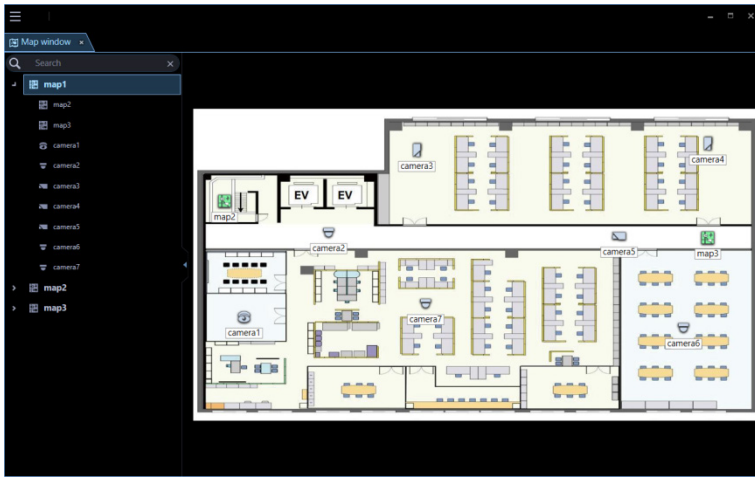 Map window
Search
map1
map2
map3
camera1
camera2
camera3
camera4
camera5
camera6
camera7
map2
map3
camera3
camera4
EV
EV
map2
camera2
camera5
map3
camera7
camera1
camera6